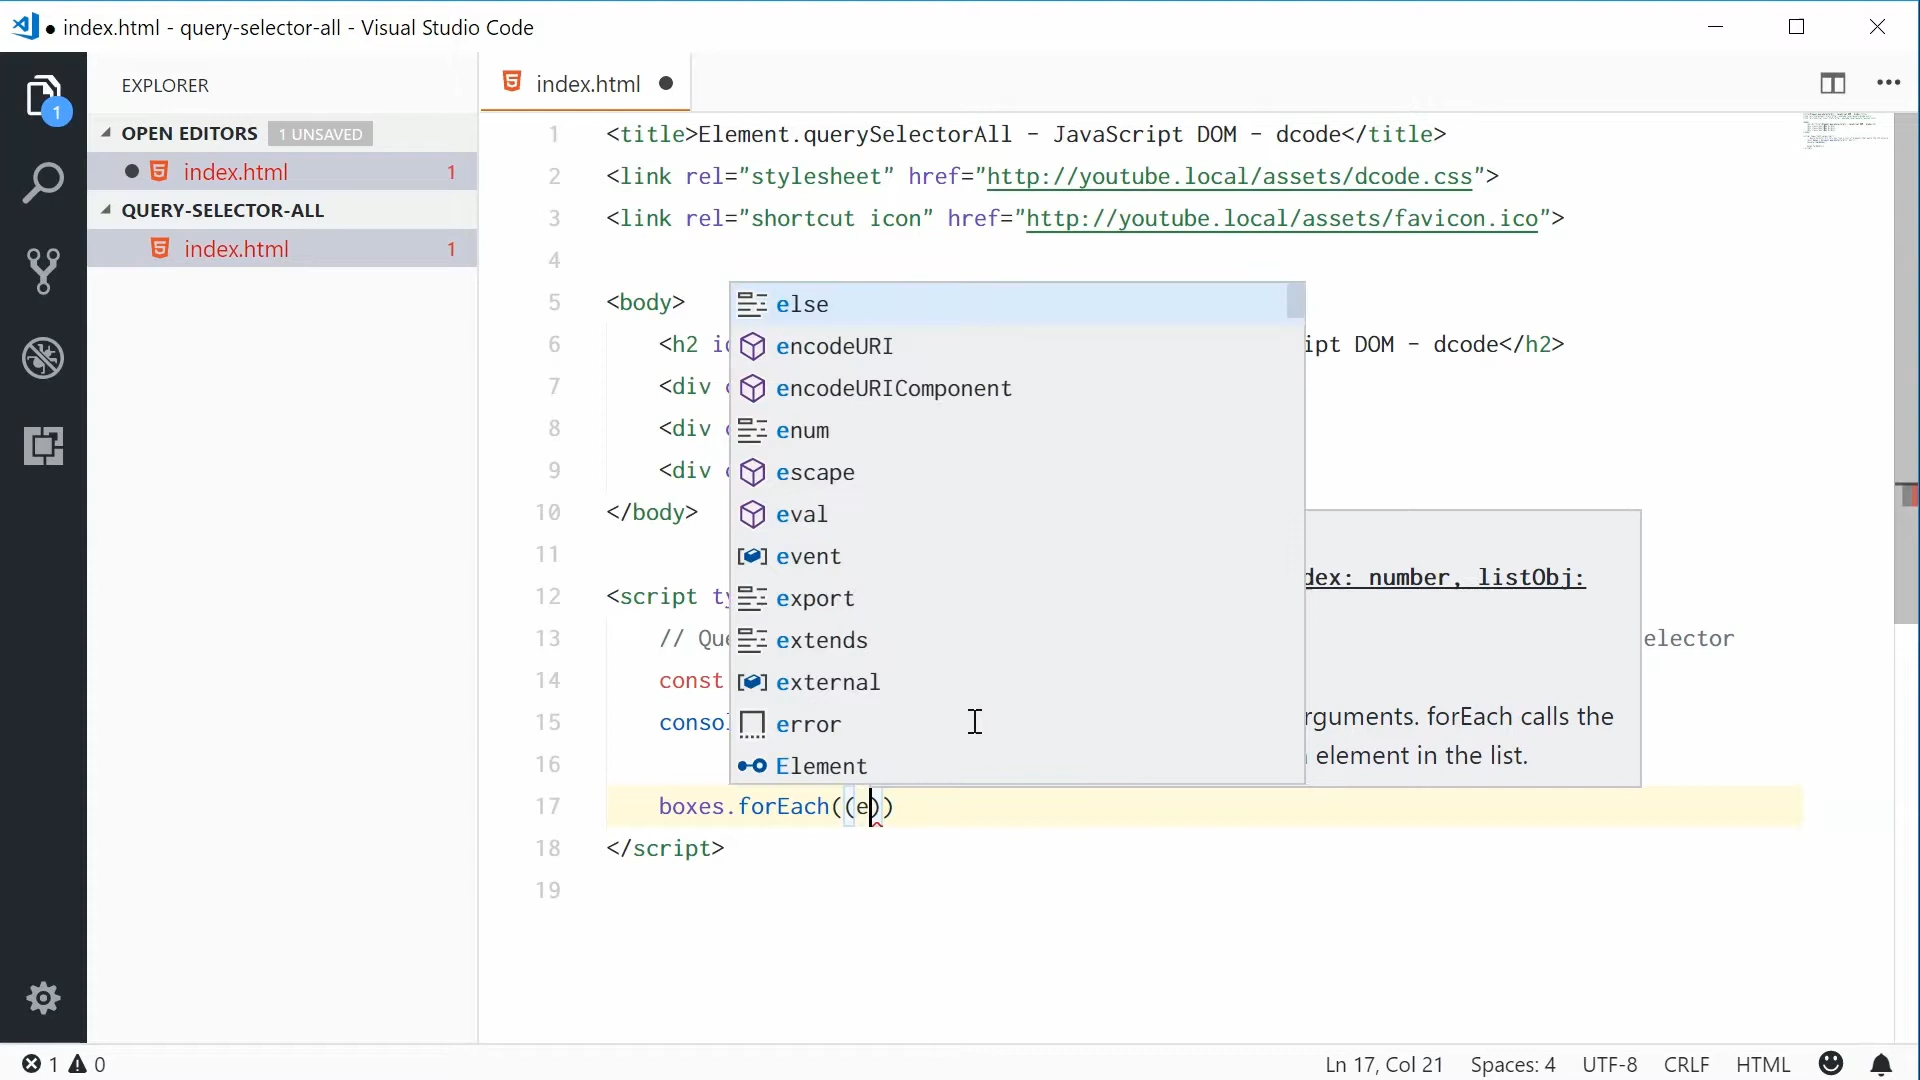 index.html - query-selector-all - Visual Studio Code
EXPLORER
1
OPEN EDITORS 1 UNSAVED
index.html 1
QUERY-SELECTOR-ALL
index.html 1
index.html
1 <title>Element.querySelectorAll - JavaScript DOM - dcode</title>
2 <link rel="stylesheet" href="http://youtube.local/assets/dcode.css">
3 <link rel="shortcut icon" href="http://youtube.local/assets/favicon.ico">
4
5 <body>
6 <h2 ipt DOM - dcode</h2>
7 <div
8 <div
9 <div
10 </body>
11
12 <script
13 // elector
14 const
15
16
17 boxes.forEach((e))
18 </script>
19
else
encodeURI
encodeURIComponent
enum
escape
eval
event
export
extends
external
error
Element
dex: number, listObj:
rguments. forEach calls the
element in the list.
1 0
Ln 17, Col 21 Spaces: 4 UTF-8 CRLF HTML